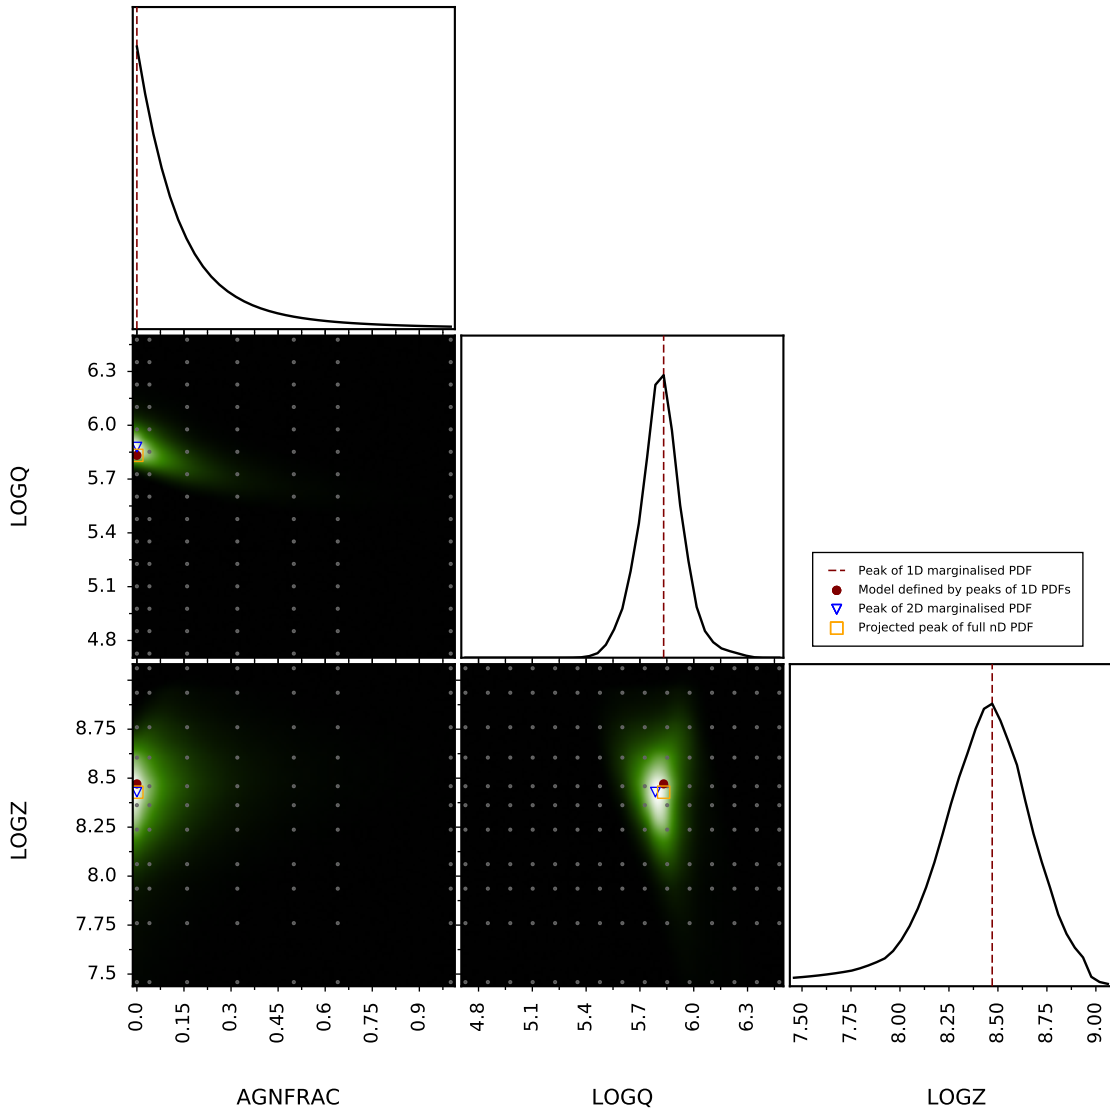 6.3
6.0
5.7
5.4
5.1
4.8
LOGQ
Peak of 1D marginalised PDF
Model defined by peaks of 1D PDFs
Peak of 2D marginalised PDF
Projected peak of full nD PDF
8.75
8.5
8.25
8.0
7.75
7.5
LOGZ
0.0 0.15 0.3 0.45 0.6 0.75 0.9
4.8 5.1 5.4 5.7 6.0 6.3
7.50 7.75 8.00 8.25 8.50 8.75 9.00
AGNFRAC LOGQ LOGZ